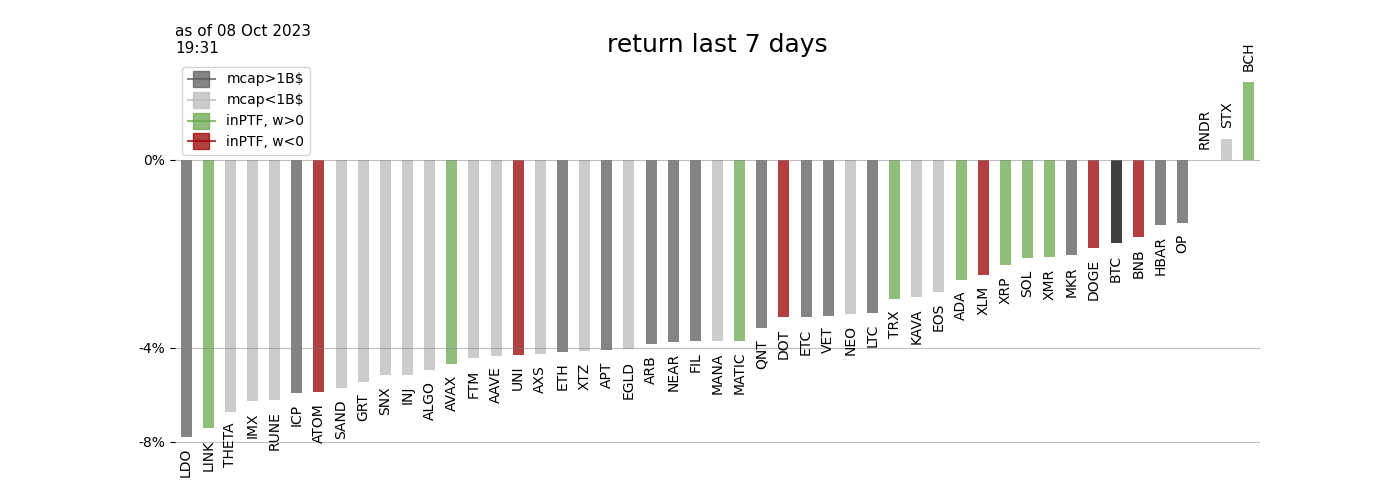 as of 08 Oct 2023
19:31
return last 7 days
mcap>1B$
mcap<1B$
inPTF, w>0
inPTF, w<0
0%
-4%
-8%
LDO
LINK
THETA
IMX
RUNE
ICP
ATOM
SAND
GRT
SNX
INJ
ALGO
AVAX
FTM
AAVE
UNI
AXS
ETH
XTZ
APT
EGLD
ARB
NEAR
FIL
MANA
MATIC
QNT
DOT
ETC
VET
NEO
LTC
TRX
KAVA
EOS
ADA
XLM
XRP
SOL
XMR
MKR
DOGE
BTC
BNB
HBAR
OP
RNDR
STX
BCH